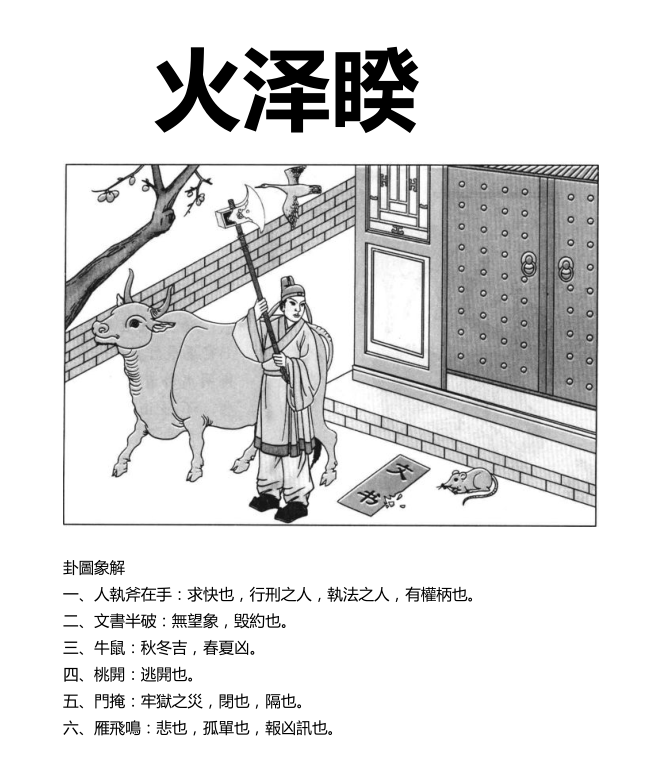 火泽睽
文书
卦圖象解
一、人執斧在手：求快也，行刑之人，執法之人，有權柄也。
二、文書半破：無望象，毀約也。
三、牛鼠：秋冬吉，春夏凶。
四、桃開：逃開也。
五、門掩：牢獄之災，閉也，隔也。
六、雁飛鳴：悲也，孤單也，報凶訊也。